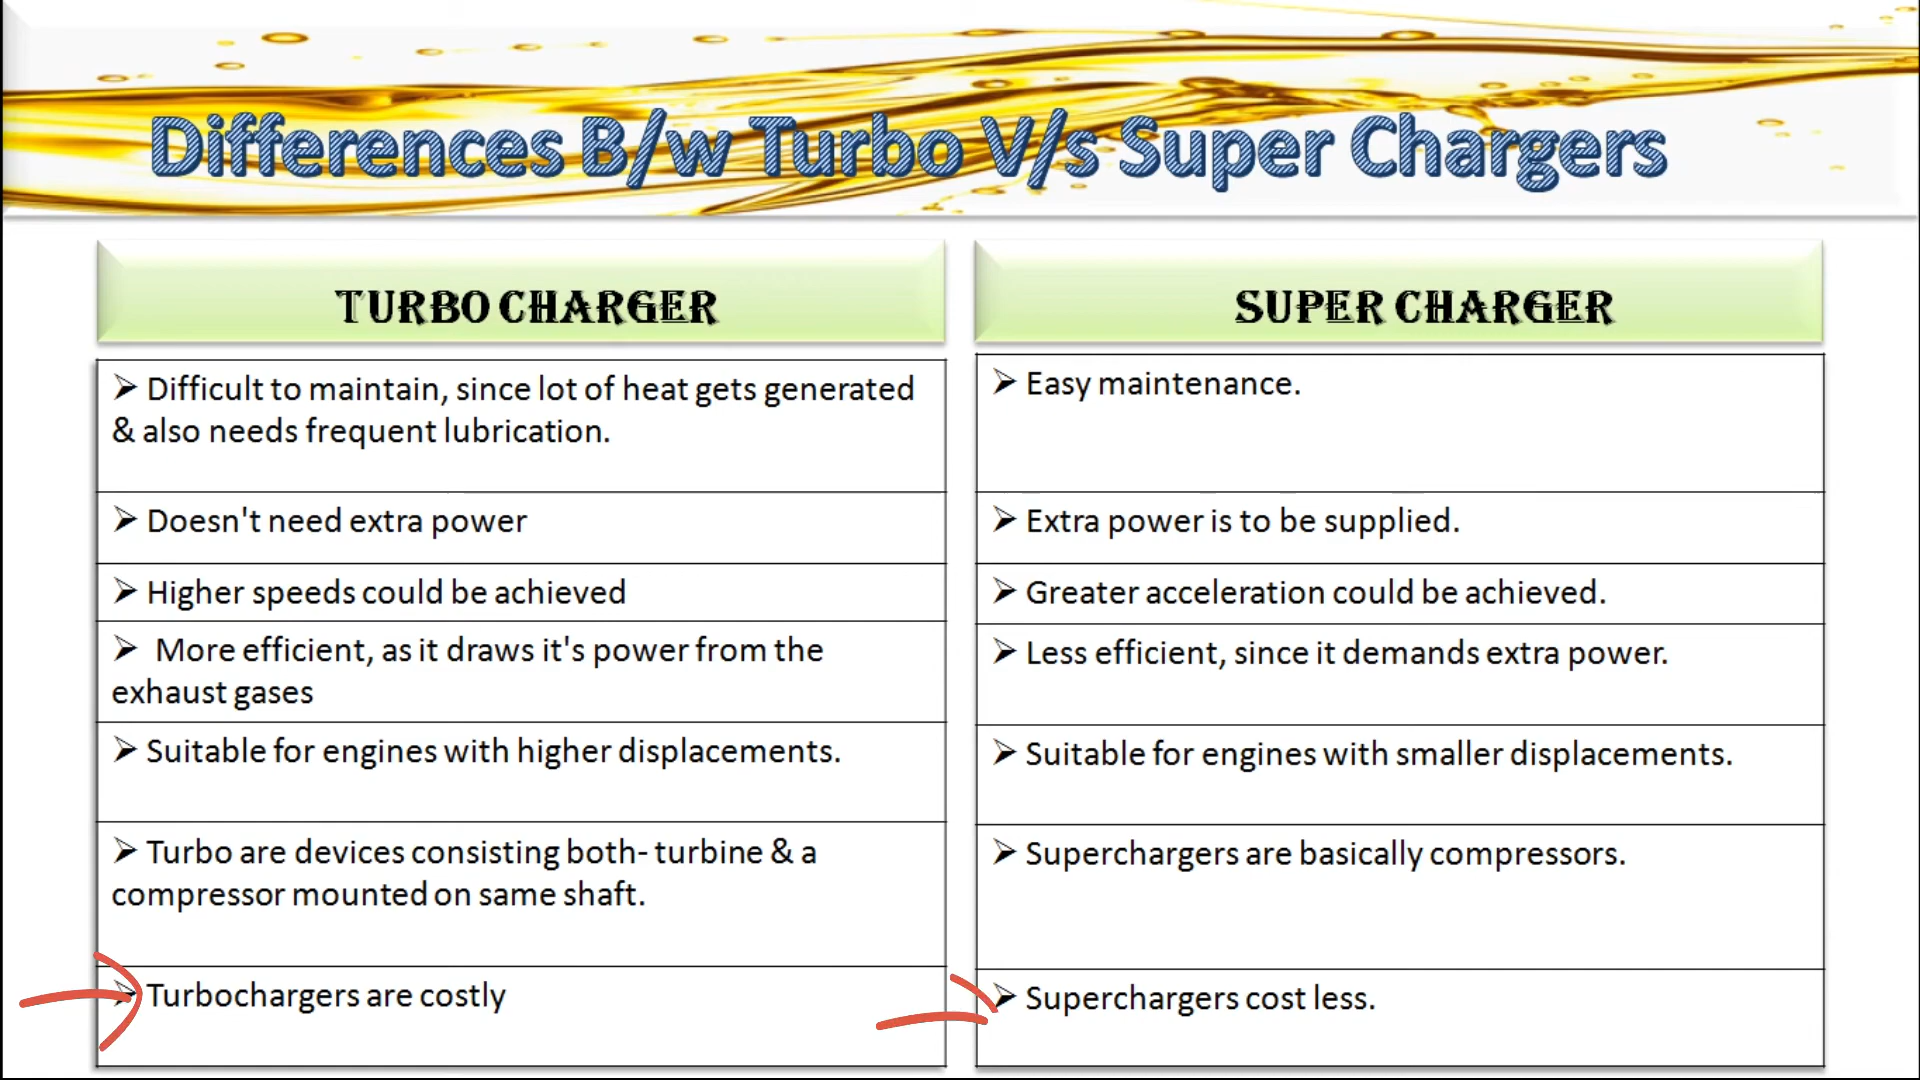 Differences B/w Turbo V/s Super Chargers
TURBO CHARGER
➢ Difficult to maintain, since lot of heat gets generated
& also needs frequent lubrication.
➢ Doesn't need extra power
➢ Higher speeds could be achieved
➢ More efficient, as it draws it's power from the
exhaust gases
➢ Suitable for engines with higher displacements.
➢ Turbo are devices consisting both- turbine & a
compressor mounted on same shaft.
➢ Turbochargers are costly
SUPER CHARGER
➢ Easy maintenance.
➢ Extra power is to be supplied.
➢ Greater acceleration could be achieved.
➢ Less efficient, since it demands extra power.
➢ Suitable for engines with smaller displacements.
➢ Superchargers are basically compressors.
➢ Superchargers cost less.